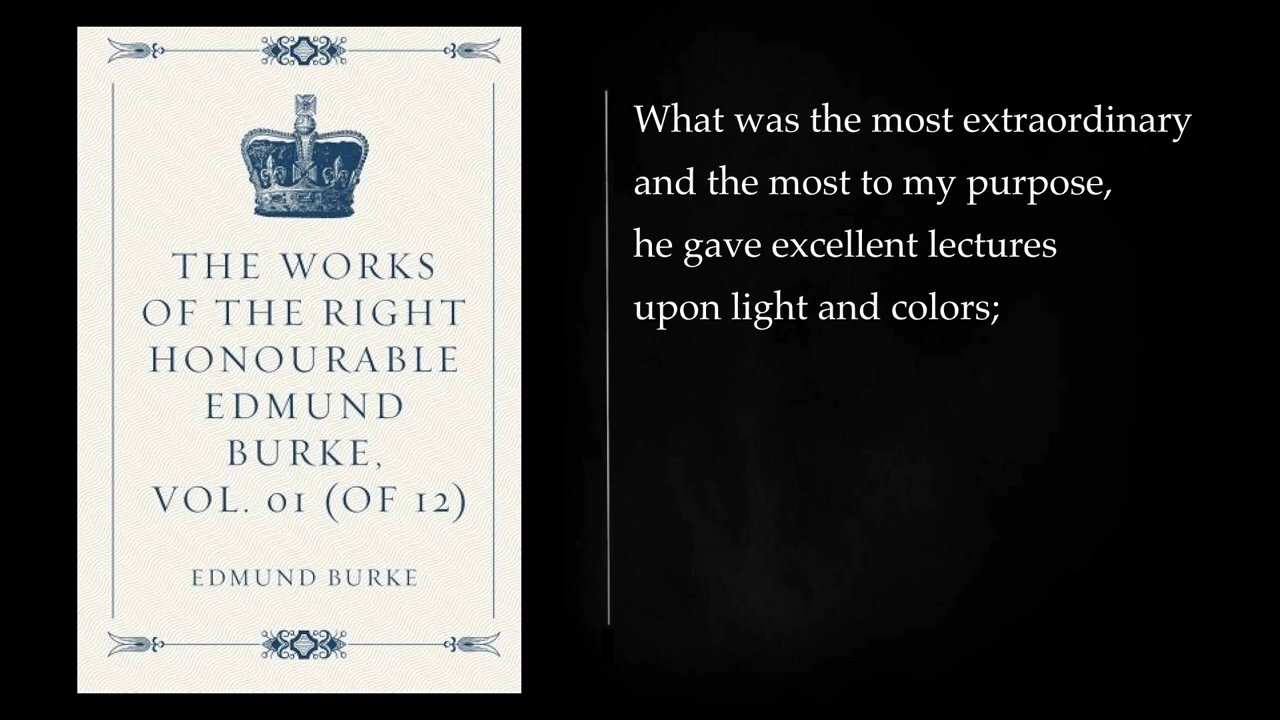 THE WORKS
OF THE RIGHT
HONOURABLE
EDMUND
BURKE,
VOL. 01 (OF 12)
EDMUND BURKE
What was the most extraordinary
and the most to my purpose,
he gave excellent lectures
upon light and colors;